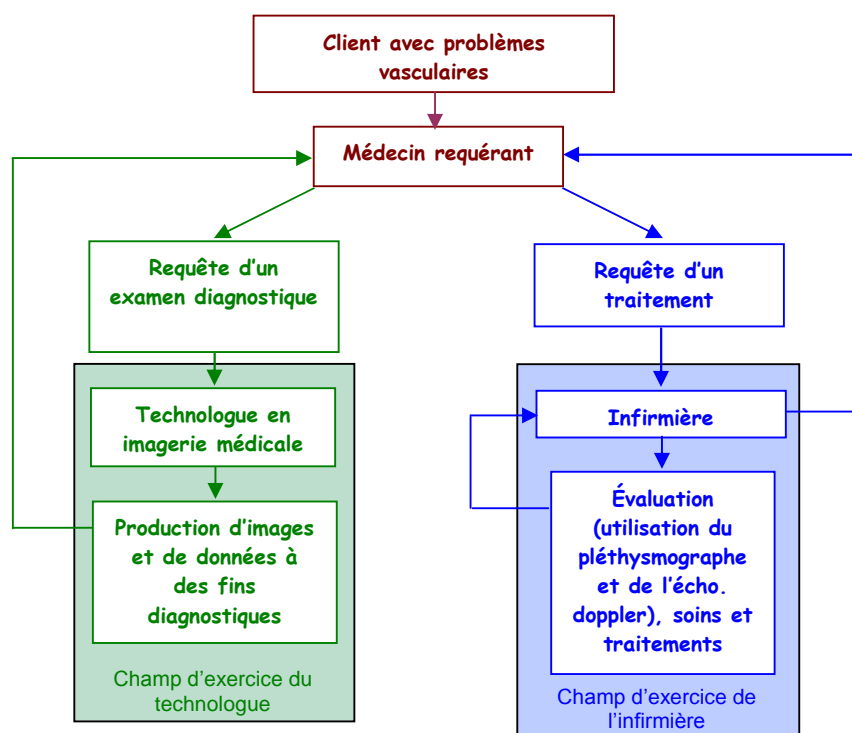 Client avec problèmes
vasculaires
Médecin requérant
Requête d'un
examen diagnostique
Requête d'un
traitement
Technologue en
imagerie médicale
Infirmière
Production d'images
et de données à
des fins
diagnostiques
Évaluation
(utilisation du
pléthysmographe
et de l'écho.
doppler), soins et
traitements
Champ d'exercice du
technologue
Champ d'exercice de
l'infirmière